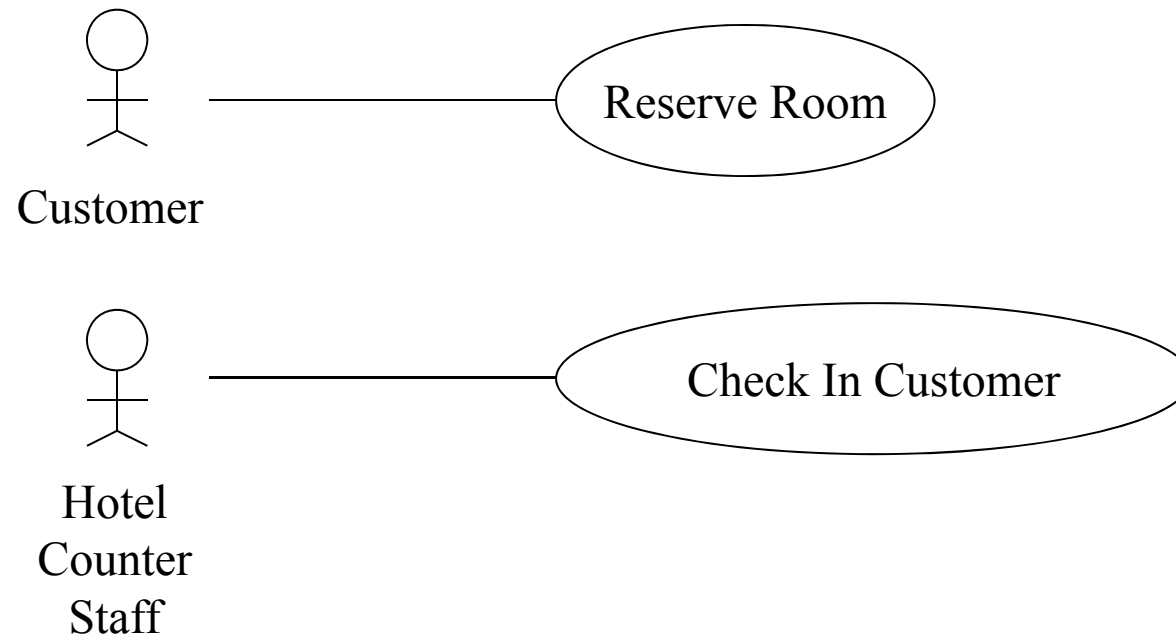 Reserve Room
Customer
Check In Customer
Hotel
Counter
Staff